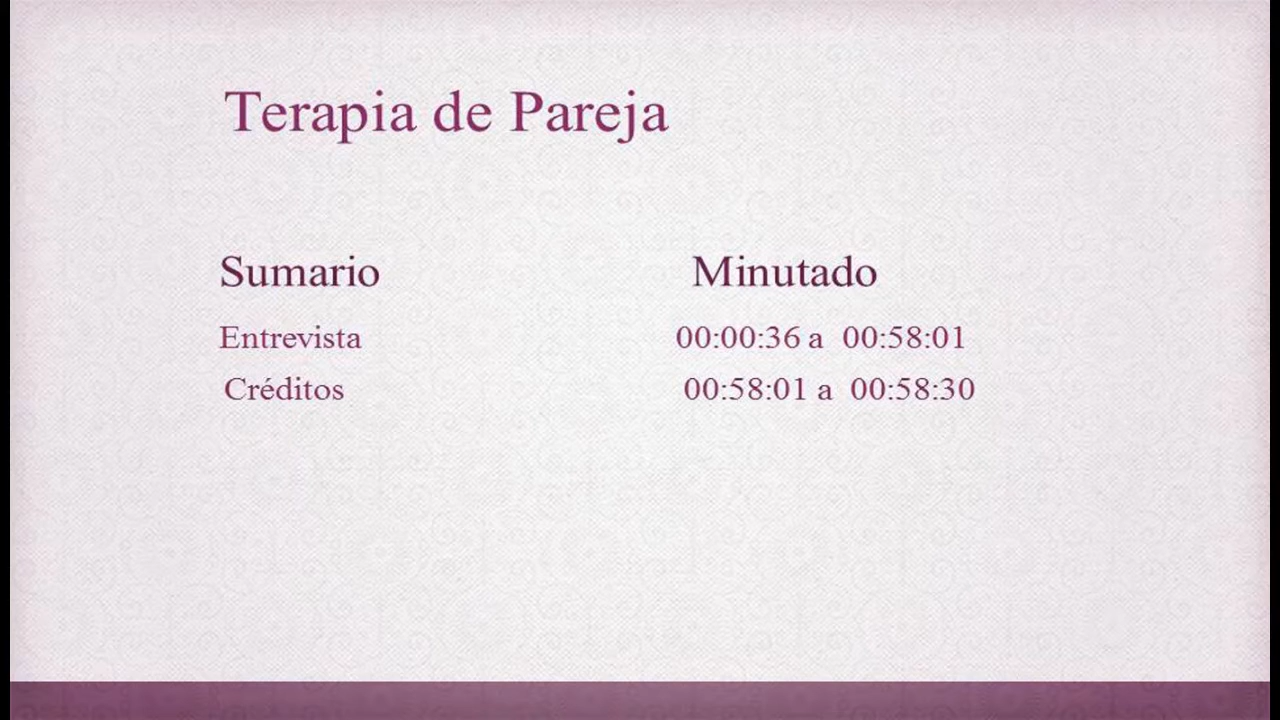 Terapia de Pareja
Sumario Minutado
Entrevista 00:00:36 a 00:58:01
Créditos 00:58:01 a 00:58:30